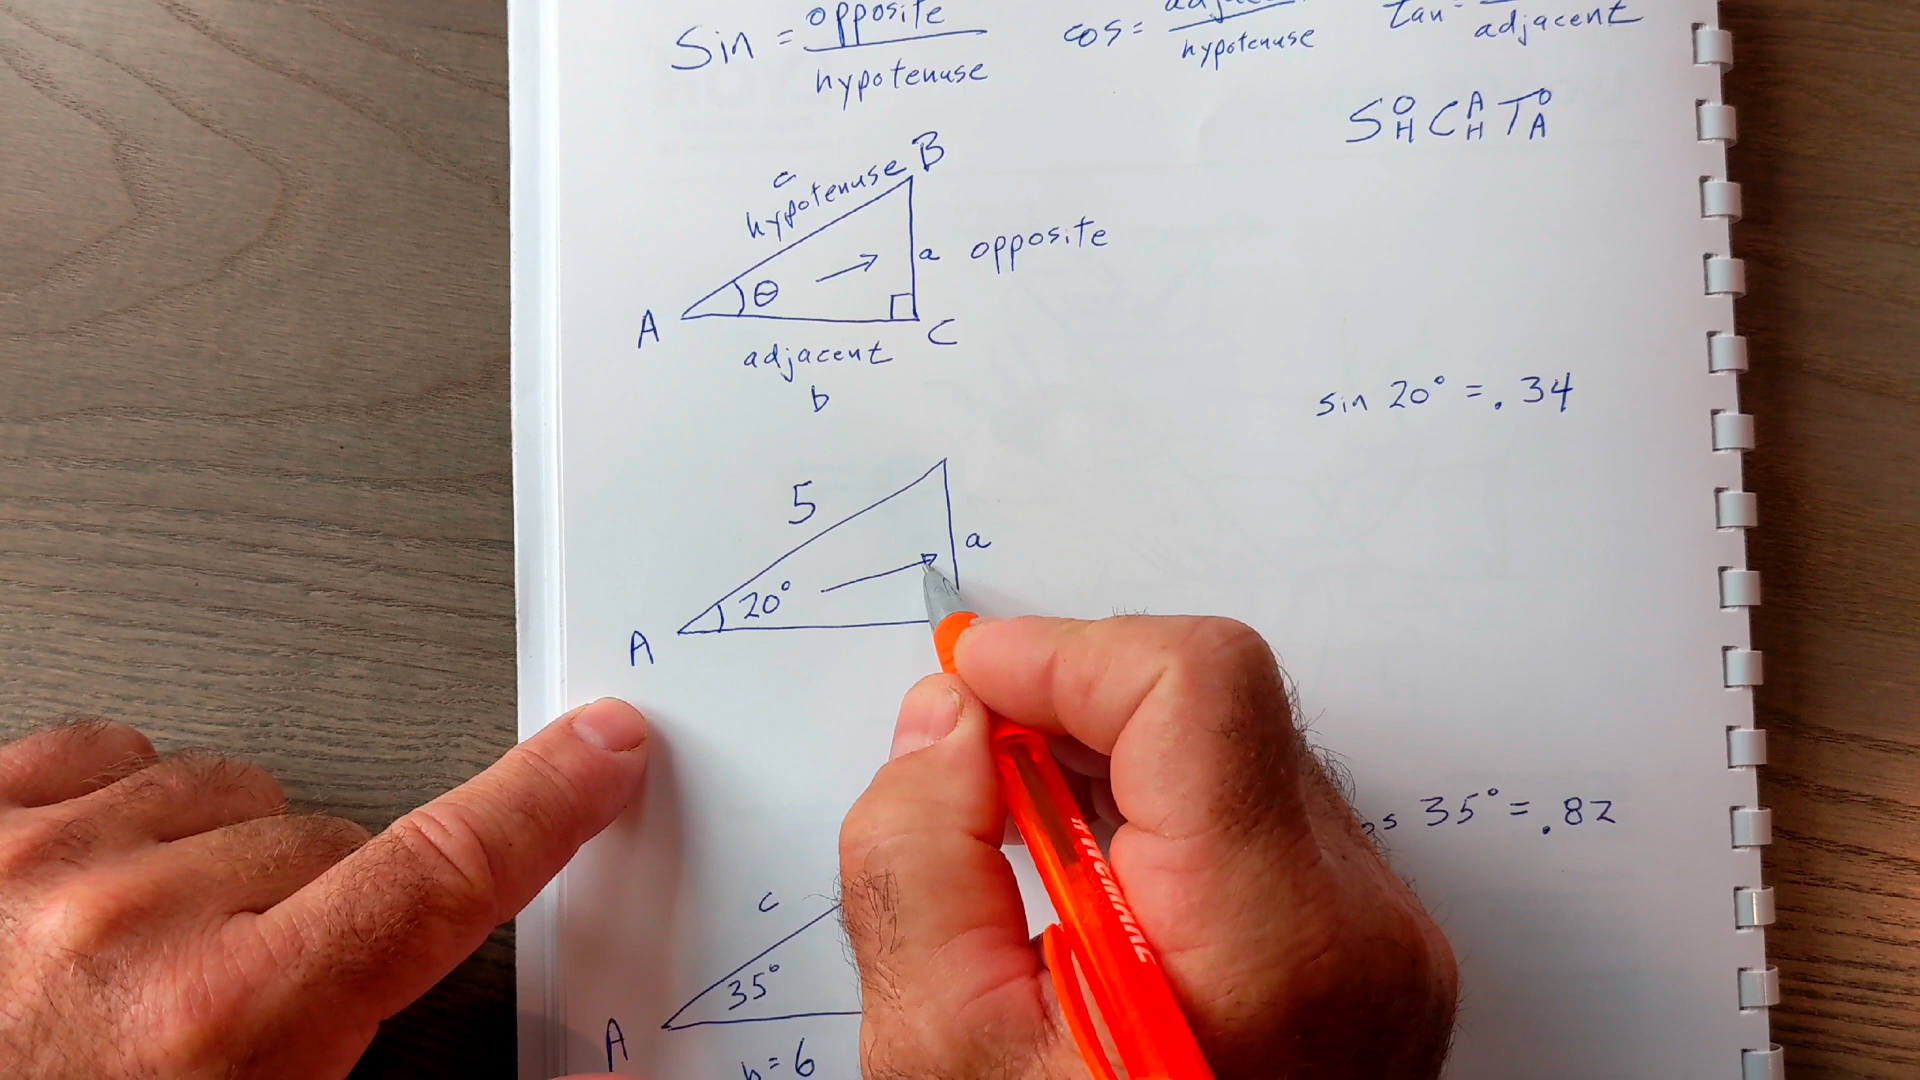 Sin = opposite
hypotenuse
cos =
hypotenuse
tan =
adjacent
S O H C A H T O A
c
hypotenuse
B
a opposite
θ
A
C
adjacent
b
sin 20° = .34
5
a
20°
A
35° = .82
c
35°
A
b = 6